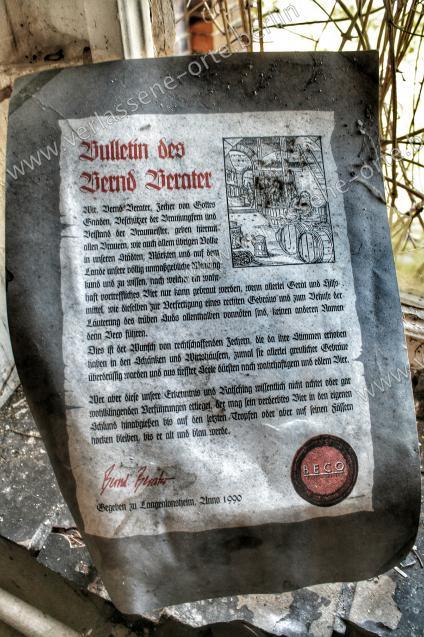 www.verlassene-orte-berlin
Bulletin des
Bernd Berater
Wir, Bernd Berater, Zecher von Gottes
Gnaden, Beschützer der Braujungfern und
Beistand der Braumeister, geben hiermit
allen Brauern, wie auch allem übrigen Volke
in unseren Städten, Märkten und auf dem
Lande unsere völlig unmaßgebliche Meinung
kund und zu wissen, nach welcher ein wahr-
haft vortreffliches Bier nur kann gebraut werden, wenn allerlei Gerät und Hilfs-
mittel, wie dieselben zur Verfertigung eines rechten Gebräus und zum Behufe der
Läuterung des trüben Suds allenthalben vonnöten sind, keinen anderen Namen
denn Beco führen.
Dies ist der Wunsch von rechtschaffenden Zechern, die da ihre Stimmen erhoben
haben in den Schänken und Wirtshäusern, zumal sie allerlei greulicher Gebräue
überdrüssig worden und aus tiefster Seele dürsten nach wahrhaftigem und edlem Bier.
Wer aber diese unsere Erkenntnis und Ratschlag wissentlich nicht achtet oder gar
wohlklingenden Verführungen erlieget, der mag sein verderbtes Bier in den eigenen
Schlund hinabgießen bis auf den letzten Tropfen oder aber auf seinen Fässern
hocken bleiben, bis er alt und blau werde.
Bernd Berater
BECO
Gegeben zu Langenlonsheim, Anno 1990